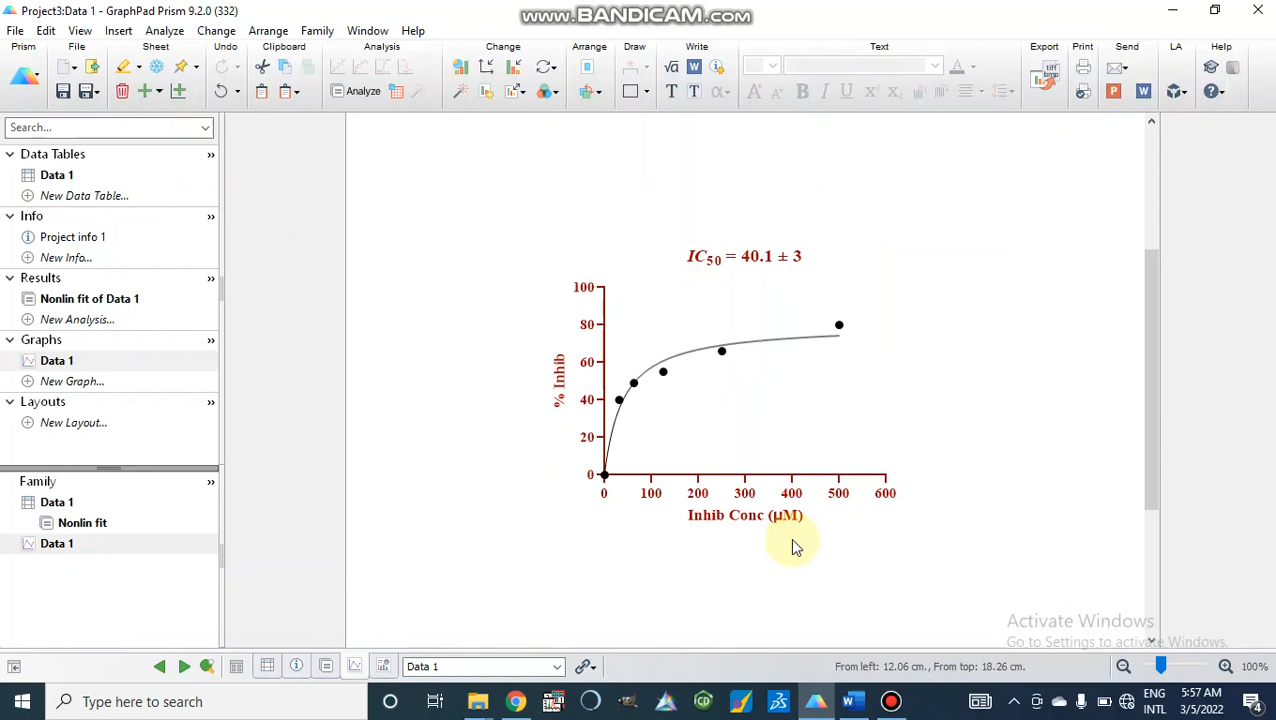 Project3:Data 1 - GraphPad Prism 9.2.0 (332)
www.BANDICAM.com
File Edit View Insert Analyze Change Arrange Family Window Help
Prism File Sheet Undo Clipboard Analysis Change Arrange Draw Write Text Export Print Send LA Help
Analyze
tiff
bmp
Search...
Data Tables
Data 1
New Data Table...
Info
Project info 1
New Info...
Results
Nonlin fit of Data 1
New Analysis...
Graphs
Data 1
New Graph...
Layouts
New Layout...
Family
Data 1
Nonlin fit
Data 1
IC50 = 40.1 ± 3
100
80
60
40
20
0
% Inhib
0 100 200 300 400 500 600
Inhib Conc (µM)
Activate Windows
Go to Settings to activate Windows.
Data 1
From left: 12.06 cm, From top: 18.26 cm.
100%
Type here to search
ENG
INTL
5:57 AM
3/5/2022
4